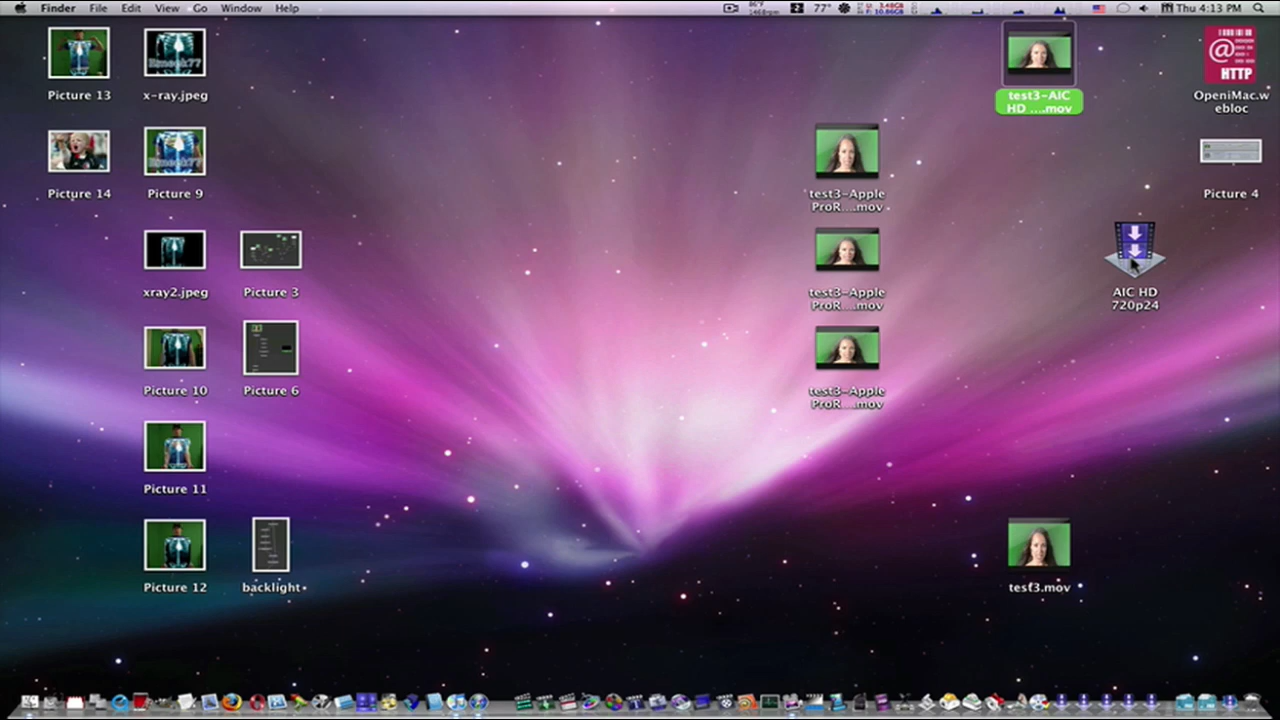 Finder File Edit View Go Window Help
77° Thu 4:13 PM
Picture 13
x-ray.jpeg
test3-AIC
HD ....mov
@
HTTP
OpeniMac.w
ebloc
Picture 14
Picture 9
test3-Apple
ProR....mov
Picture 4
xray2.jpeg
Picture 3
test3-Apple
ProR....mov
AIC HD
720p24
Picture 10
Picture 6
test3-Apple
ProR....mov
Picture 11
Picture 12
backlight
test3.mov